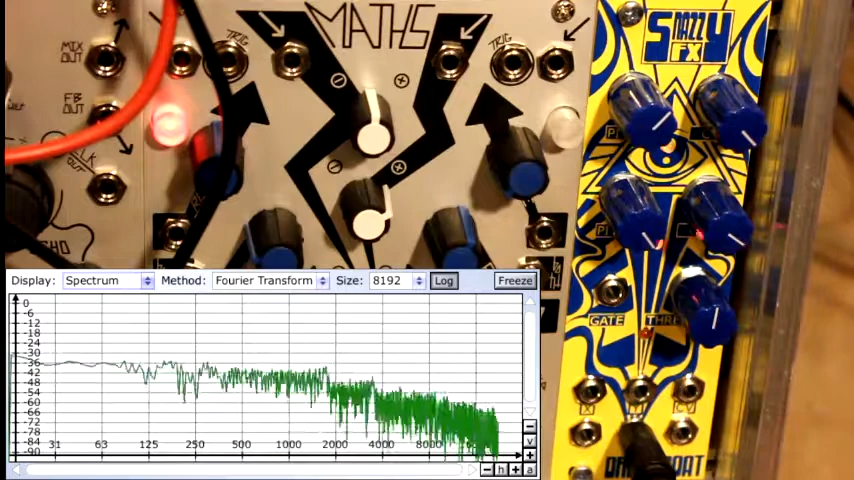 MATHS
TRIG
TRIG
MIX
OUT
FB
OUT
SNAZZY
FX
GATE
Display: Spectrum Method: Fourier Transform Size: 8192 Log Freeze
0
-6
-12
-18
-24
-30
-36
-42
-48
-54
-60
-66
-72
-78
-84
-90
31 63 125 250 500 1000 2000 4000 8000
v
+
- h + a